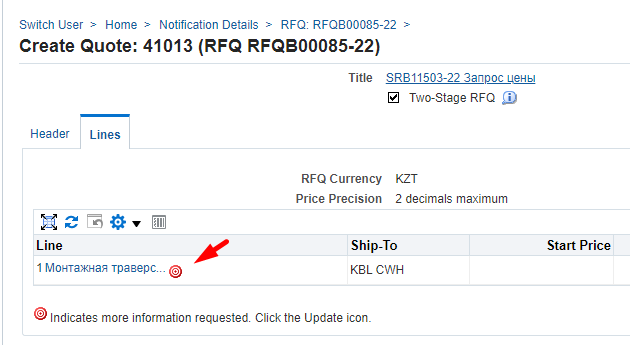 Switch User > Home > Notification Details > RFQ: RFQB00085-22 >
Create Quote: 41013 (RFQ RFQB00085-22)
Title SRB11503-22 Запрос цены
Two-Stage RFQ
Header Lines
RFQ Currency KZT
Price Precision 2 decimals maximum
Line Ship-To Start Price
1 Монтажная траверс... KBL CWH
Indicates more information requested. Click the Update icon.